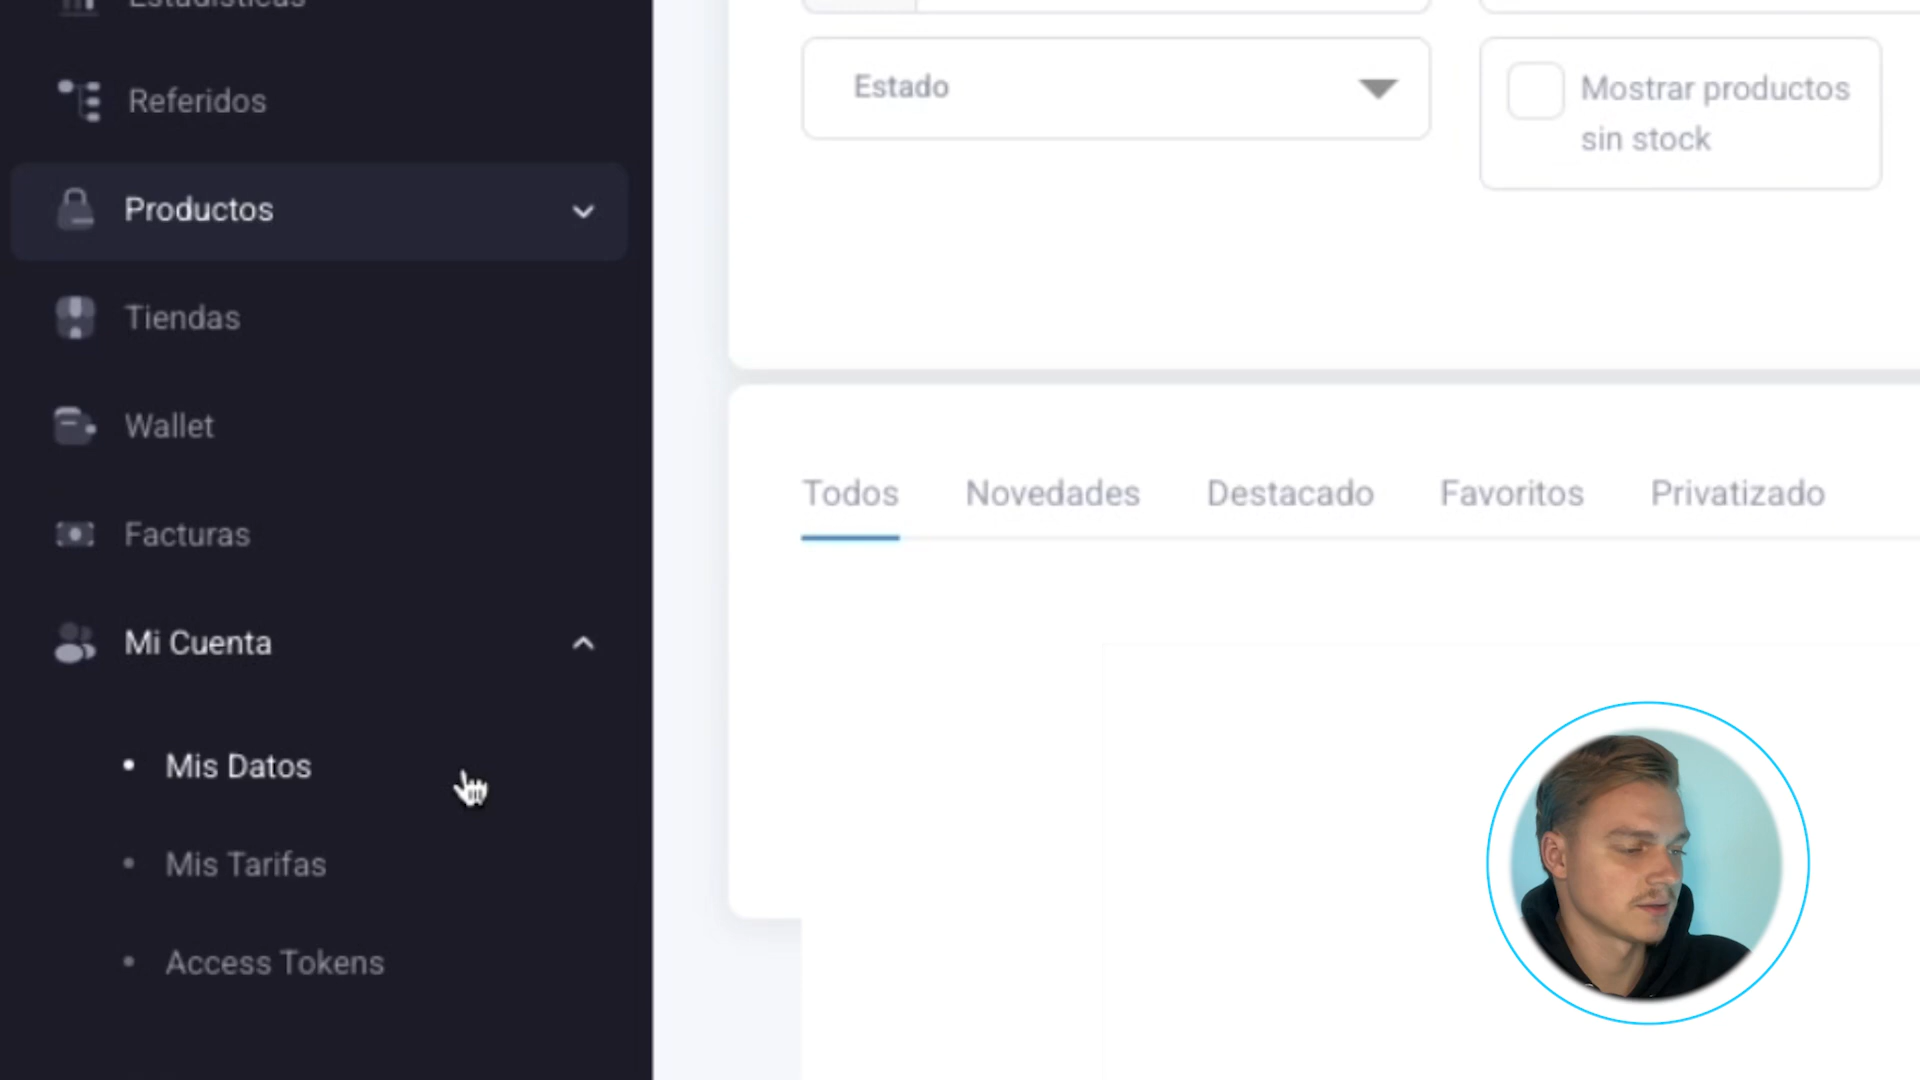 Estadísticas
Referidos
Productos
Tiendas
Wallet
Facturas
Mi Cuenta
Mis Datos
Mis Tarifas
Access Tokens
Estado
Mostrar productos
sin stock
Todos
Novedades
Destacado
Favoritos
Privatizado